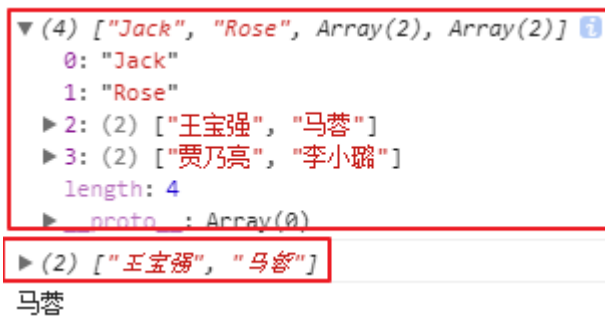 ▼ (4) ["Jack", "Rose", Array(2), Array(2)] i
0: "Jack"
1: "Rose"
▶ 2: (2) ["王宝强", "马蓉"]
▶ 3: (2) ["贾乃亮", "李小璐"]
length: 4
▶ __proto__: Array(0)
▶ (2) ["王宝强", "马蓉"]
马蓉